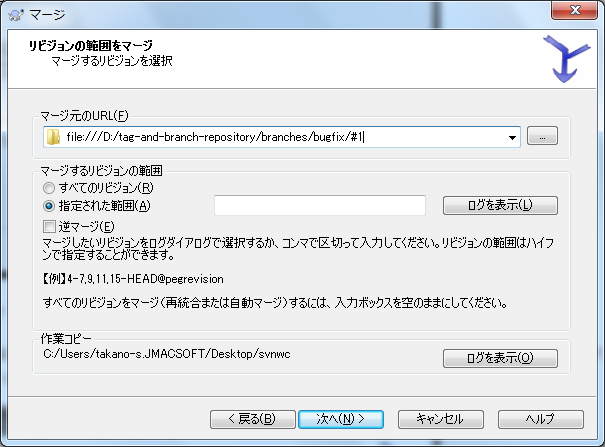 マージ
リビジョンの範囲をマージ
マージするリビジョンを選択
マージ元のURL(F)
file:///D:/tag-and-branch-repository/branches/bugfix/#1
...
マージするリビジョンの範囲
すべてのリビジョン(R)
指定された範囲(A)
ログを表示(L)
逆マージ(E)
マージしたいリビジョンをログダイアログで選択するか、コンマで区切って入力してください。リビジョンの範囲はハイフ
ンで指定することができます。
【例】4-7,9,11,15-HEAD@pegrevision
すべてのリビジョンをマージ(再統合または自動マージ)するには、入力ボックスを空のままにしてください。
作業コピー
C:/Users/takano-s.JMACSOFT/Desktop/svnwc
ログを表示(O)
< 戻る(B)
次へ(N) >
キャンセル
ヘルプ